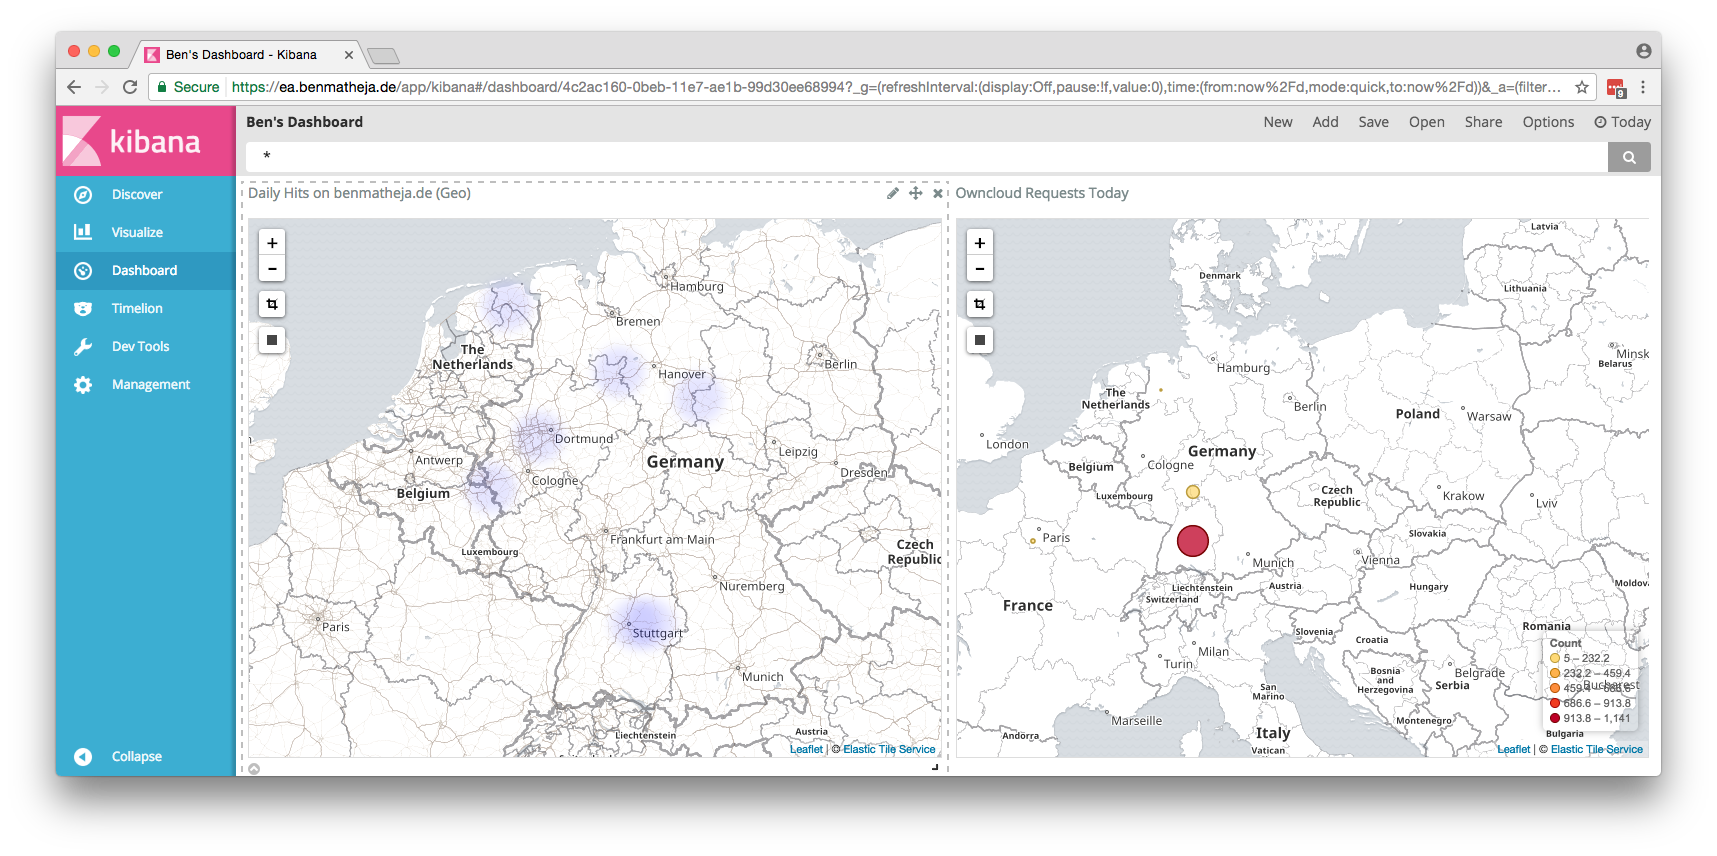 Ben's Dashboard - Kibana
Secure https://ea.benmatheja.de/app/kibana#/dashboard/4c2ac160-0beb-11e7-ae1b-99d30ee68994?_g=(refreshInterval:(display:Off,pause:!f,value:0),time:(from:now%2Fd,mode:quick,to:now%2Fd))&_a=(filter...
9
kibana
Ben's Dashboard
New Add Save Open Share Options Today
*
Discover
Visualize
Dashboard
Timelion
Dev Tools
Management
Collapse
Daily Hits on benmatheja.de (Geo)
+
−
Hamburg
Bremen
The
Netherlands
Berlin
Hanover
Dortmund
Antwerp
Germany
Leipzig
Dresden
Cologne
Belgium
Frankfurt am Main
Luxembourg
Czech
Republic
Nuremberg
Paris
Stuttgart
Munich
Liechtenstein
Austria
Leaflet | © Elastic Tile Service
Owncloud Requests Today
+
−
Latvia
Denmark
Lithuania
Minsk
Belarus
Hamburg
The
Netherlands
Berlin
Poland
Warsaw
London
Germany
Belgium
Cologne
Luxembourg
Czech
Republic
Krakow
Lviv
Paris
Slovakia
Munich
Vienna
Liechtenstein
Switzerland
Austria
Hungary
Moldov
France
Slovenia
Croatia
Romania
Milan
Turin
Bosnia
and
Herzegovina
Belgrade
Serbia
San
Marino
Bucharest
Marseille
Montenegro
Andorra
Italy
Vatican
Bulgaria
Count
5 – 232.2
232.2 – 459.4
459.4 – 686.6
686.6 – 913.8
913.8 – 1,141
Leaflet | © Elastic Tile Service